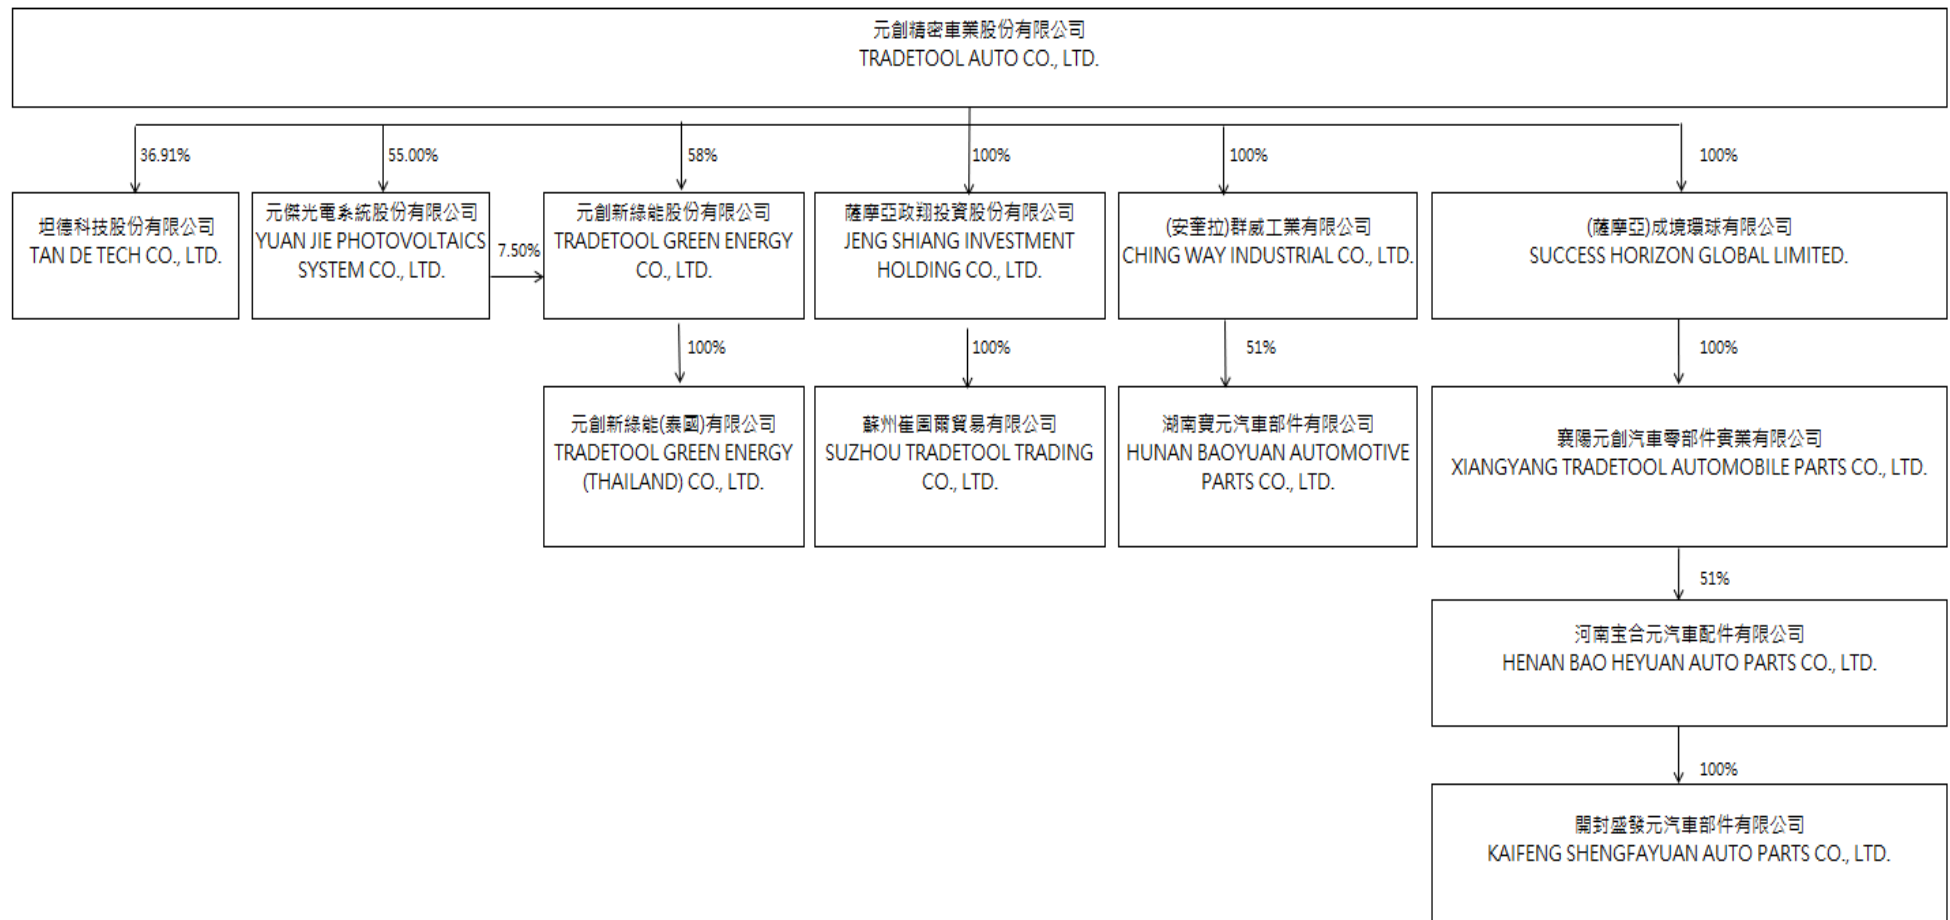 元創精密車業股份有限公司
TRADETOOL AUTO CO., LTD.
36.91%
55.00%
58%
100%
100%
100%
坦德科技股份有限公司
TAN DE TECH CO., LTD.
元傑光電系統股份有限公司
YUAN JIE PHOTOVOLTAICS
SYSTEM CO., LTD.
7.50%
元創新綠能股份有限公司
TRADETOOL GREEN ENERGY
CO., LTD.
薩摩亞政翔投資股份有限公司
JENG SHIANG INVESTMENT
HOLDING CO., LTD.
(安奎拉)群威工業有限公司
CHING WAY INDUSTRIAL CO., LTD.
(薩摩亞)成境環球有限公司
SUCCESS HORIZON GLOBAL LIMITED.
100%
100%
51%
100%
元創新綠能(泰國)有限公司
TRADETOOL GREEN ENERGY
(THAILAND) CO., LTD.
蘇州崔圖爾貿易有限公司
SUZHOU TRADETOOL TRADING
CO., LTD.
湖南寶元汽車部件有限公司
HUNAN BAOYUAN AUTOMOTIVE
PARTS CO., LTD.
襄陽元創汽車零部件實業有限公司
XIANGYANG TRADETOOL AUTOMOBILE PARTS CO., LTD.
51%
河南宝合元汽車配件有限公司
HENAN BAO HEYUAN AUTO PARTS CO., LTD.
100%
開封盛發元汽車部件有限公司
KAIFENG SHENGFAYUAN AUTO PARTS CO., LTD.